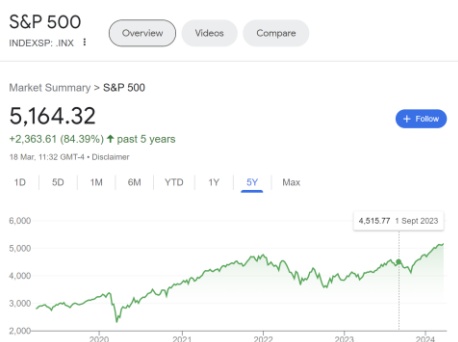 S&P 500
INDEXSP: .INX
Overview
Videos
Compare
Market Summary > S&P 500
5,164.32
+ Follow
+2,363.61 (84.39%) ↑ past 5 years
18 Mar, 11:32 GMT-4 • Disclaimer
1D 5D 1M 6M YTD 1Y 5Y Max
4,515.77 1 Sept 2023
6,000
5,000
4,000
3,000
2,000
2020 2021 2022 2023 2024